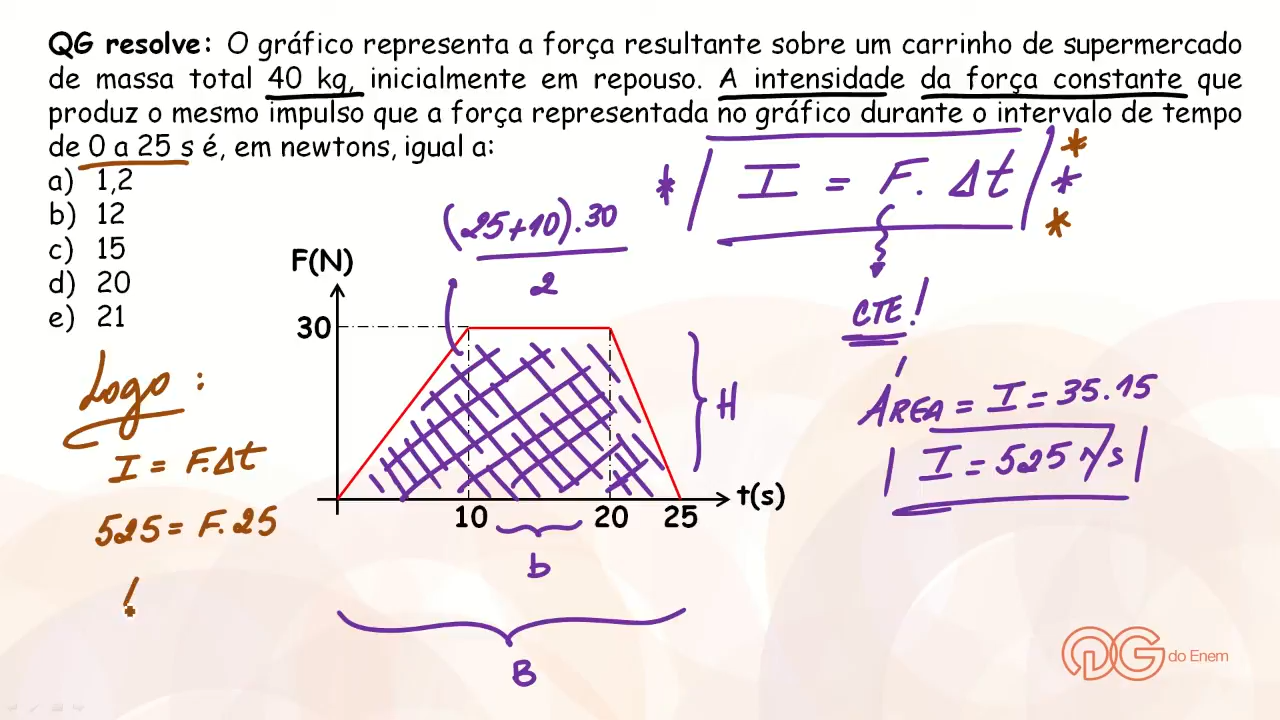 QG resolve: O gráfico representa a força resultante sobre um carrinho de supermercado
de massa total 40 kg, inicialmente em repouso. A intensidade da força constante que
produz o mesmo impulso que a força representada no gráfico durante o intervalo de tempo
de 0 a 25 s é, em newtons, igual a:
a) 1,2
b) 12
c) 15
d) 20
e) 21
* | I = F. Δt | * * *
(25+10).30
2
CTE!
F(N)
30
H
10 20 25 t(s)
b
B
ÁREA = I = 35.15
| I = 525 N/s |
Logo :
I = F.Δt
525 = F.25
QG do Enem